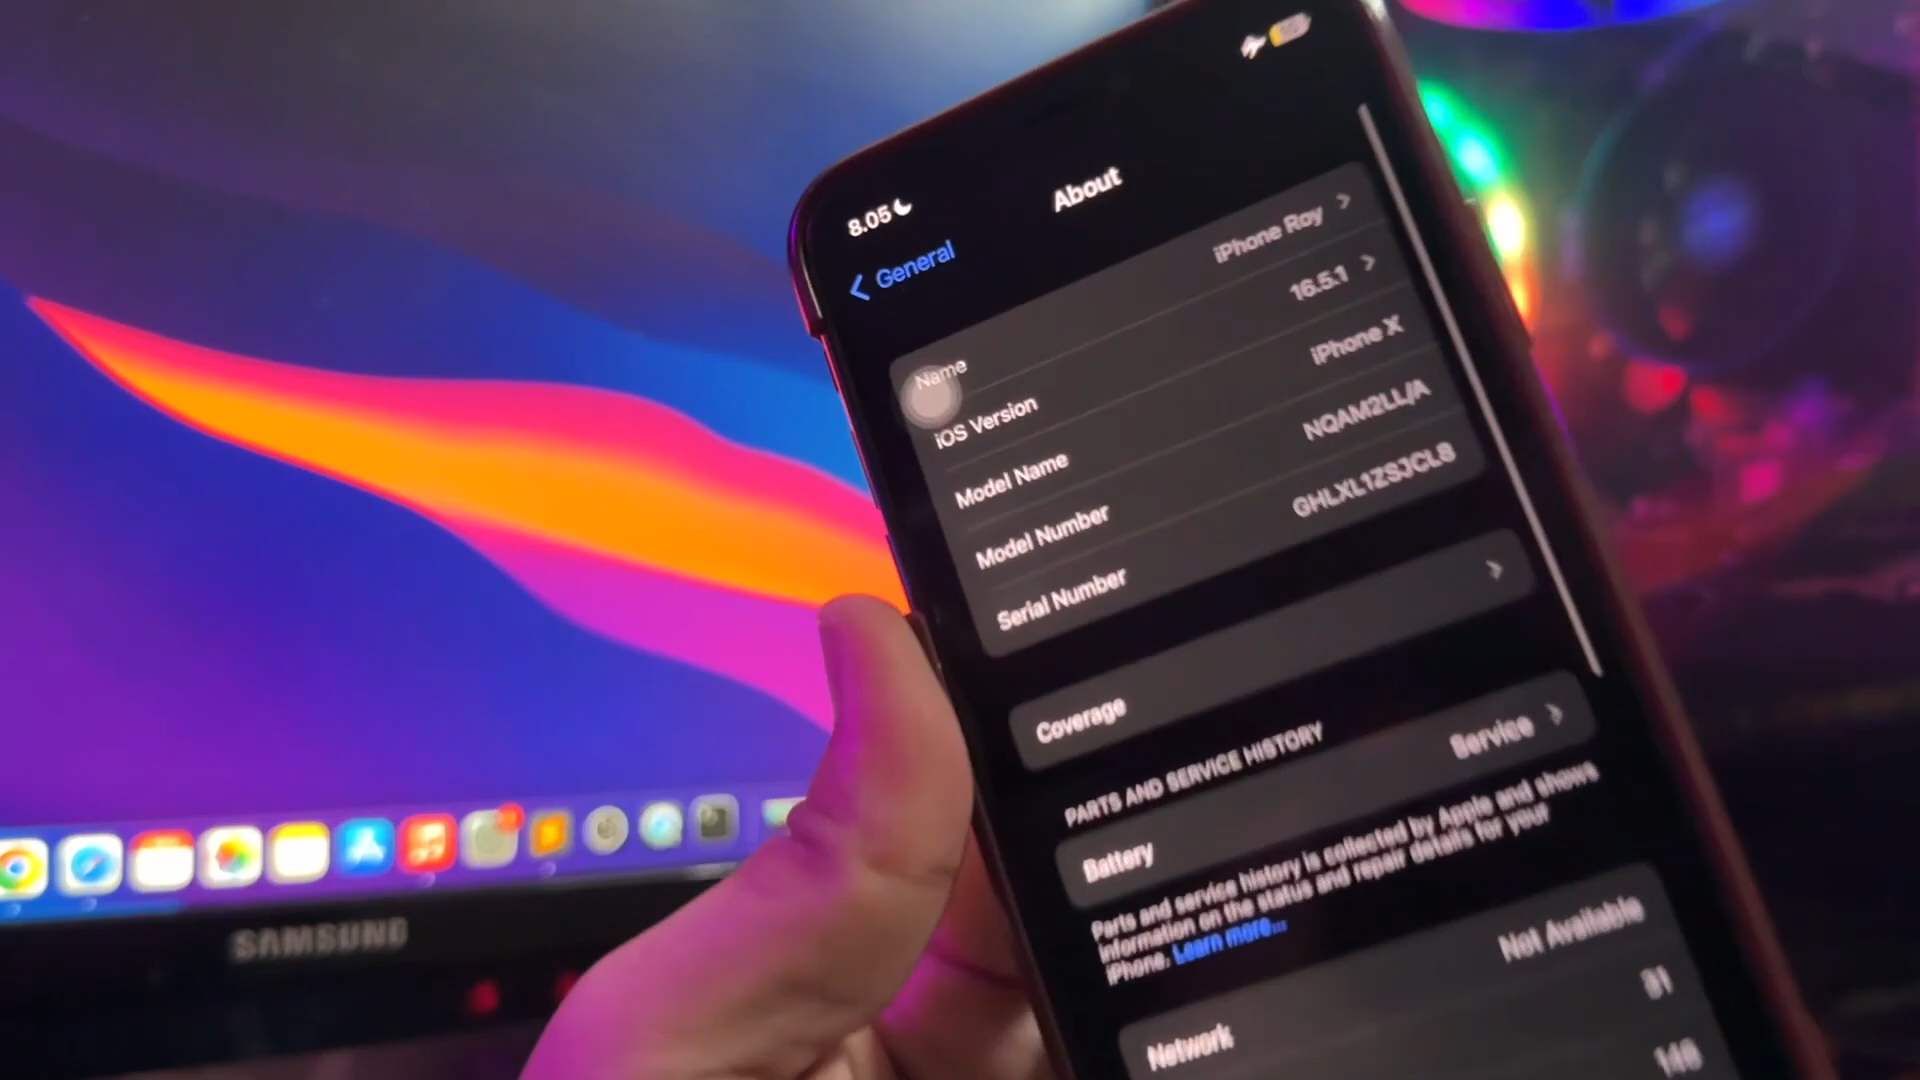 8.05
General
About
Name
iPhone Roy
iOS Version
16.5.1
Model Name
iPhone X
Model Number
NQAM2LL/A
Serial Number
GHLXL1ZSJCL8
Coverage
PARTS AND SERVICE HISTORY
Battery
Service
Parts and service history is collected by Apple and shows
information on the status and repair details for your
iPhone. Learn more...
Network
Not Available
81
SAMSUNG